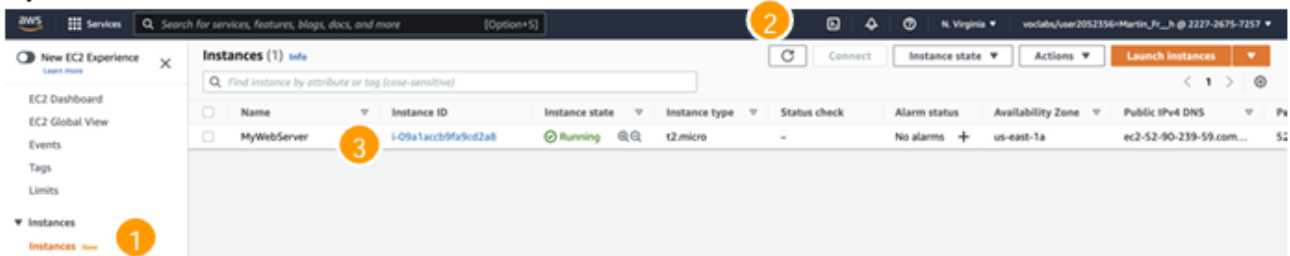 aws Services Search for services, features, blogs, docs, and more [Option+S] 2 N. Virginia voclabs/user2052356=Martin_Fr__h @ 2227-2675-7257
New EC2 Experience
Learn more
Instances (1) Info
Connect Instance state Actions Launch instances
Find instance by attribute or tag (case-sensitive)
1
EC2 Dashboard
EC2 Global View
Events
Tags
Limits
Instances
Instances New
1
Name Instance ID Instance state Instance type Status check Alarm status Availability Zone Public IPv4 DNS
MyWebServer 3 i-09a1accb9fa9cd2a8 Running t2.micro – No alarms + us-east-1a ec2-52-90-239-59.com...